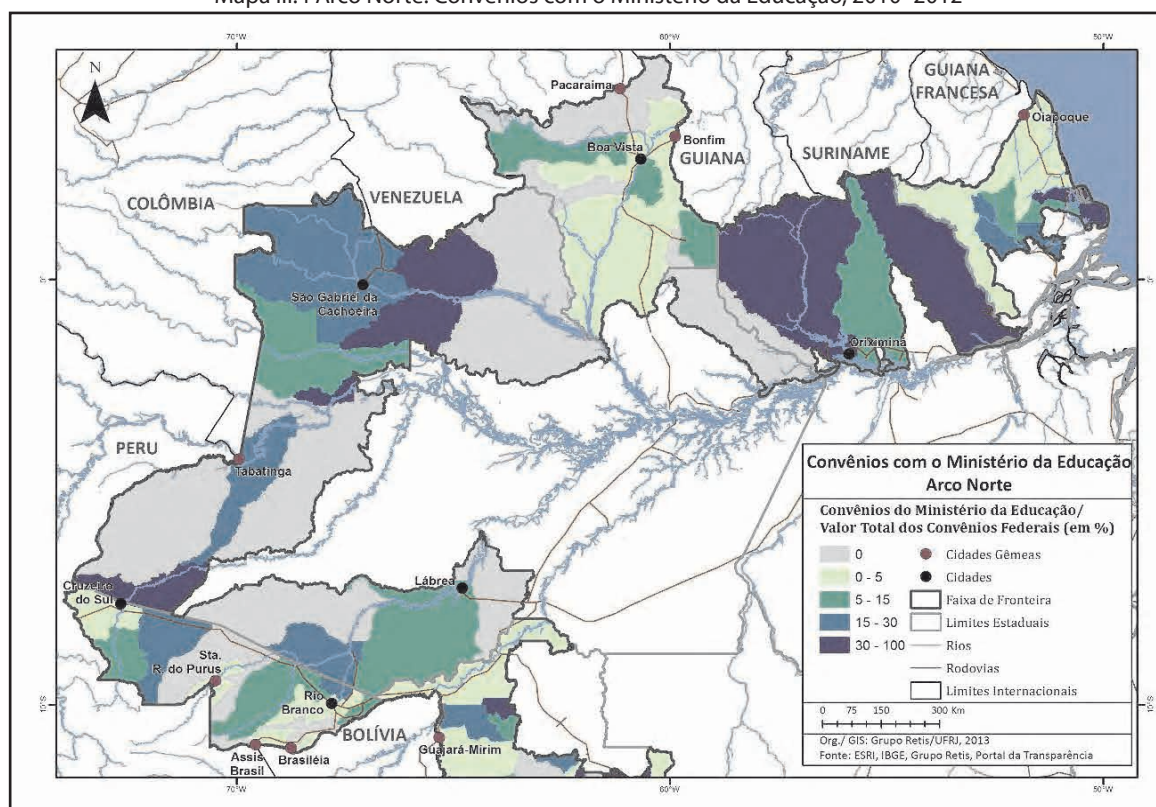 Mapa III.1 Arco Norte: Convênios com o Ministério da Educação, 2010 -2012
70°W
60°W
50°W
N
Pacaraima
GUIANA
FRANCESA
Oiapoque
Boa Vista
Bonfim
GUIANA
SURINAME
VENEZUELA
COLÔMBIA
São Gabriel da
Cachoeira
Oriximiná
PERU
Tabatinga
Cruzeiro
do Sul
Lábrea
Sta.
R. do Purus
Rio
Branco
BOLÍVIA
Assis
Brasil
Brasiléia
Guajará-Mirim
10°S
10°S
Convênios com o Ministério da Educação
Arco Norte
Convênios do Ministério da Educação/
Valor Total dos Convênios Federais (em %)
0
0 - 5
5 - 15
15 - 30
30 - 100
Cidades Gêmeas
Cidades
Faixa de Fronteira
Limites Estaduais
Rios
Rodovias
Limites Internacionais
0 75 150 300 Km
Org./ GIS: Grupo Retis/UFRJ, 2013
Fonte: ESRI, IBGE, Grupo Retis, Portal da Transparência
70°W
60°W
50°W